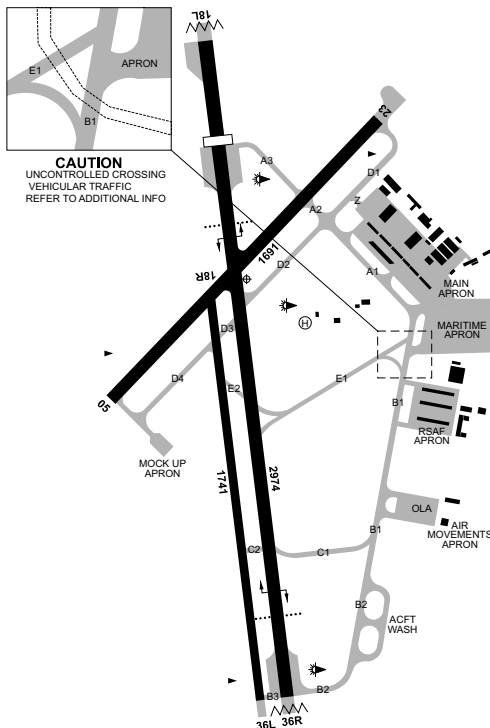 18L
E1
APRON
B1
CAUTION
UNCONTROLLED CROSSING
VEHICULAR TRAFFIC
REFER TO ADDITIONAL INFO
23
A3
D1
Z
A2
1691
D2
A1
18R
MAIN
APRON
H
MARITIME
APRON
D3
D4
E2
E1
05
B1
RSAF
APRON
MOCK UP
APRON
1741
2974
OLA
AIR
MOVEMENTS
APRON
B1
C2
C1
B2
ACFT
WASH
B3
B2
36L
36R